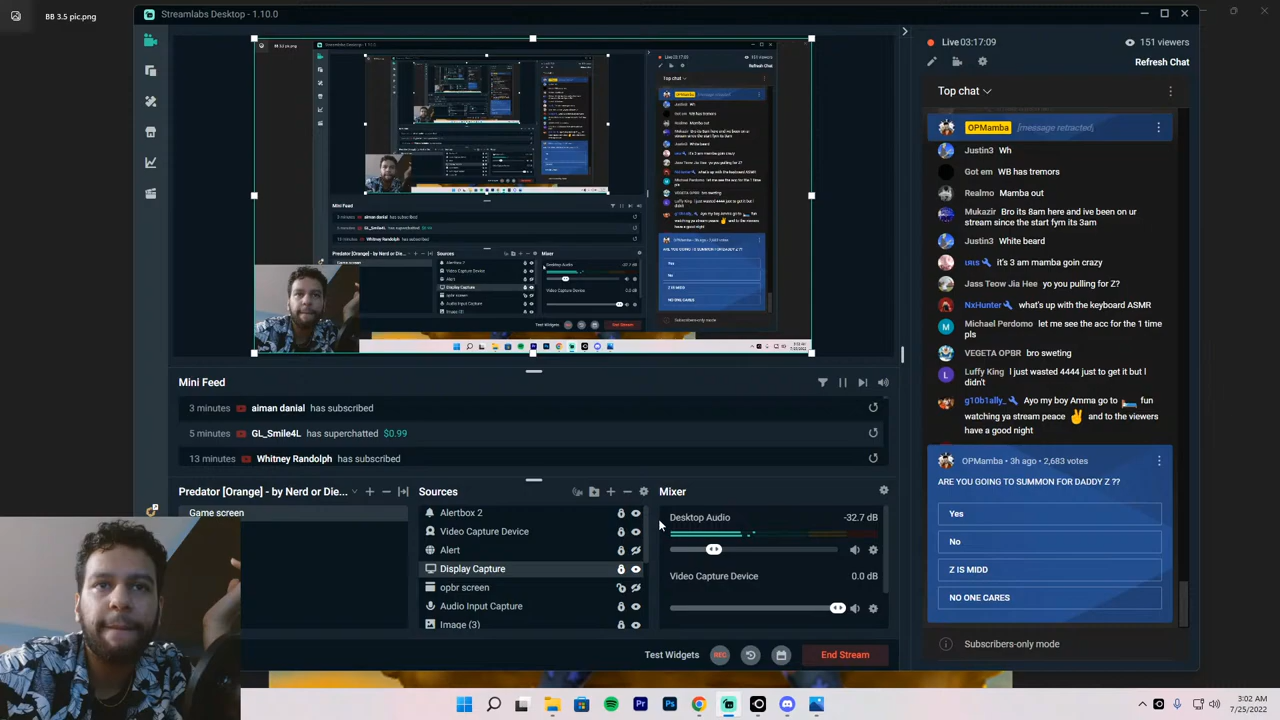 BB 3.5 pic.png
Streamlabs Desktop - 1.10.0
Live 03:17:09
151 viewers
Refresh Cha
Top chat
OPMamba [message retracted]
Justin3 Wh
Got em WB has tremors
Realmo Mamba out
Mukazir Bro its 8am here and ive been on your
stream since the start fym its 3am
Justin3 White beard
ιяιѕ it's 3 mamba goin crazy
Jass Teow Jia Hee yo you pulling for Z?
NxHunter what's up with the keyboard ASMR
Michael Perdomo let me see the acc for the 1 time
pls
VEGETA OPBR bro sweting
Luffy King I just wasted 4444 just to get it but I
didn't
g10b1ally_ Ayo my boy Amma go to 🛏️ fun
watching ya stream peace ✌️ and to the viewers
have a good night
OPMamba • 3h ago • 2,683 votes
ARE YOU GOING TO SUMMON FOR DADDY Z ??
Yes
No
Z IS MIDD
NO ONE CARES
Subscribers-only mode
Mini Feed
3 minutes aiman danial has subscribed
5 minutes GL_Smile4L has superchatted $0.99
13 minutes Whitney Randolph has subscribed
Predator [Orange] - by Nerd or Die...
Game screen
Sources
Alertbox 2
Video Capture Device
Alert
Display Capture
opbr screen
Audio Input Capture
Image (3)
Mixer
Desktop Audio -32.7 dB
Video Capture Device 0.0 dB
Test Widgets
REC
End Stream
3:02 AM
7/25/2022